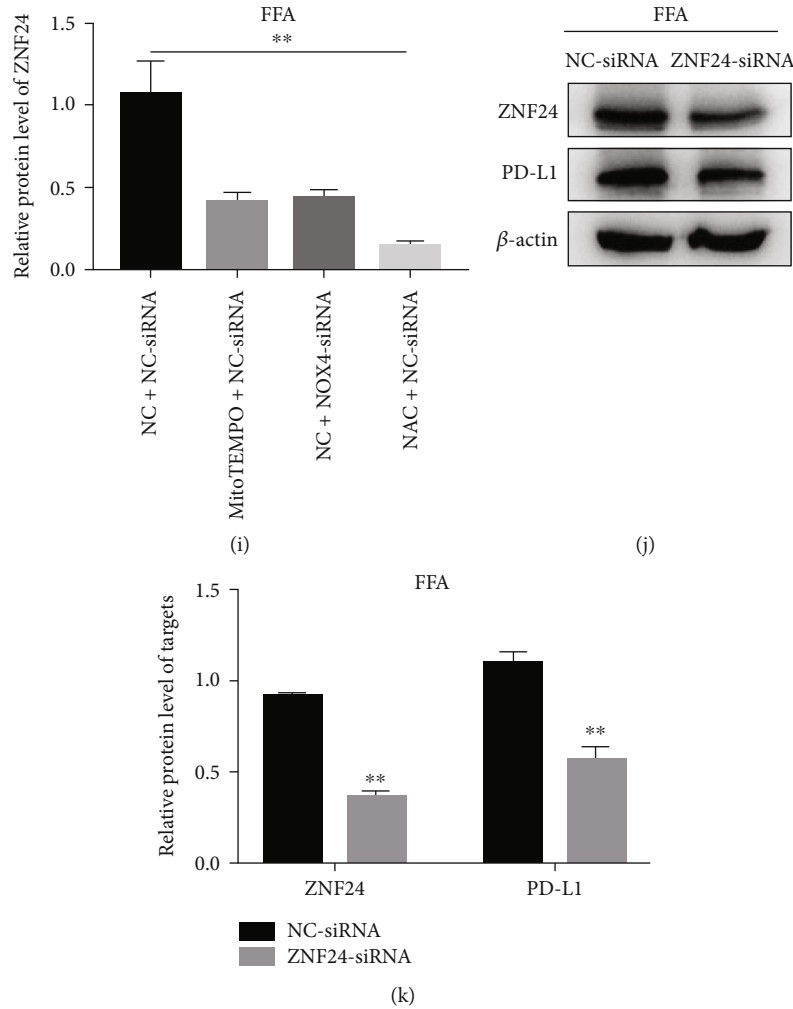 FFA
**
Relative protein level of ZNF24
1.5
1.0
0.5
0.0
NC + NC-siRNA
MitoTEMPO + NC-siRNA
NC + NOX4-siRNA
NAC + NC-siRNA
(i)
FFA
NC-siRNA ZNF24-siRNA
ZNF24
PD-L1
β-actin
(j)
FFA
Relative protein level of targets
1.5
1.0
0.5
0.0
**
**
ZNF24
PD-L1
NC-siRNA
ZNF24-siRNA
(k)